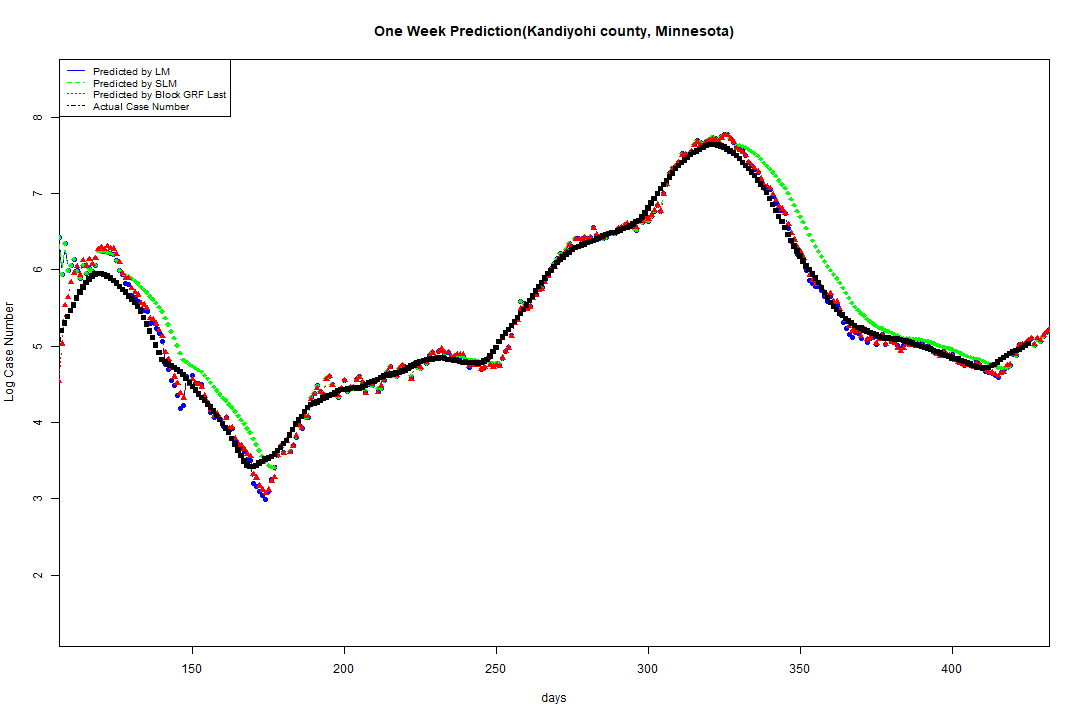 One Week Prediction(Kandiyohi county, Minnesota)
Predicted by LM
Predicted by SLM
Predicted by Block GRF Last
Actual Case Number
Log Case Number
8
7
6
5
4
3
2
150 200 250 300 350 400
days